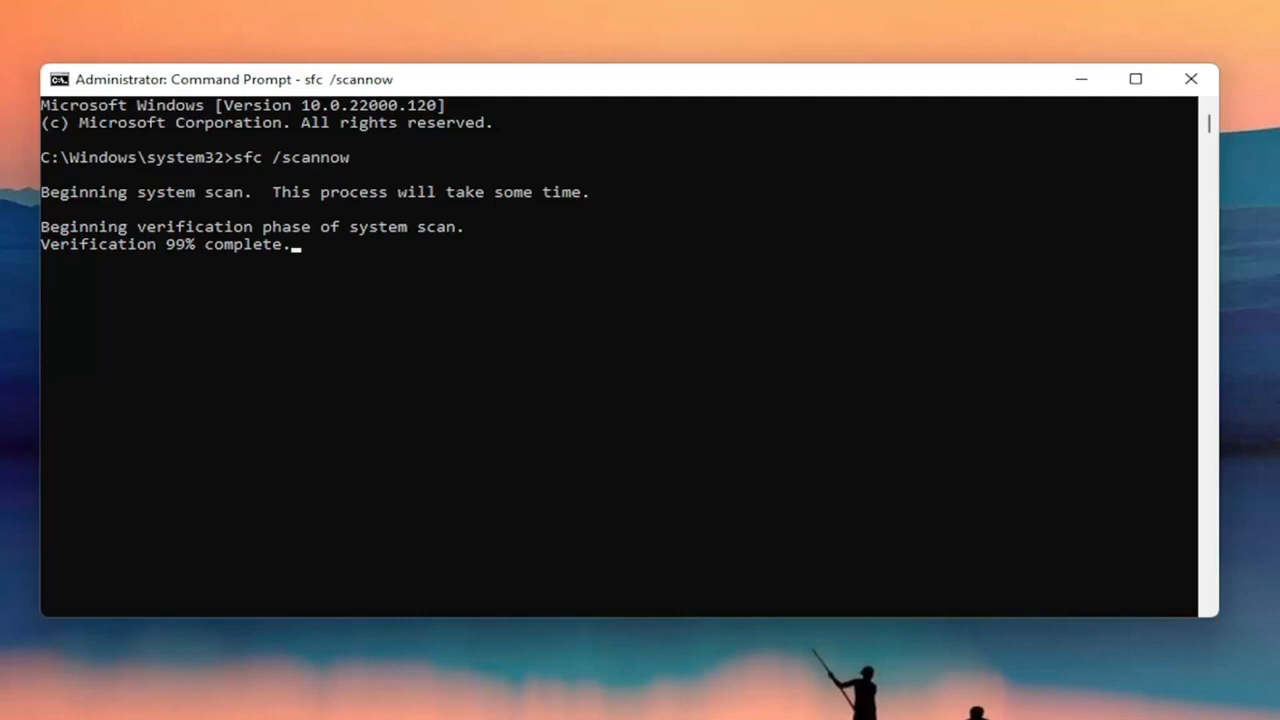 Administrator: Command Prompt - sfc  /scannow
Microsoft Windows [Version 10.0.22000.120]
(c) Microsoft Corporation. All rights reserved.
C:\Windows\system32>sfc /scannow
Beginning system scan.  This process will take some time.
Beginning verification phase of system scan.
Verification 99% complete.